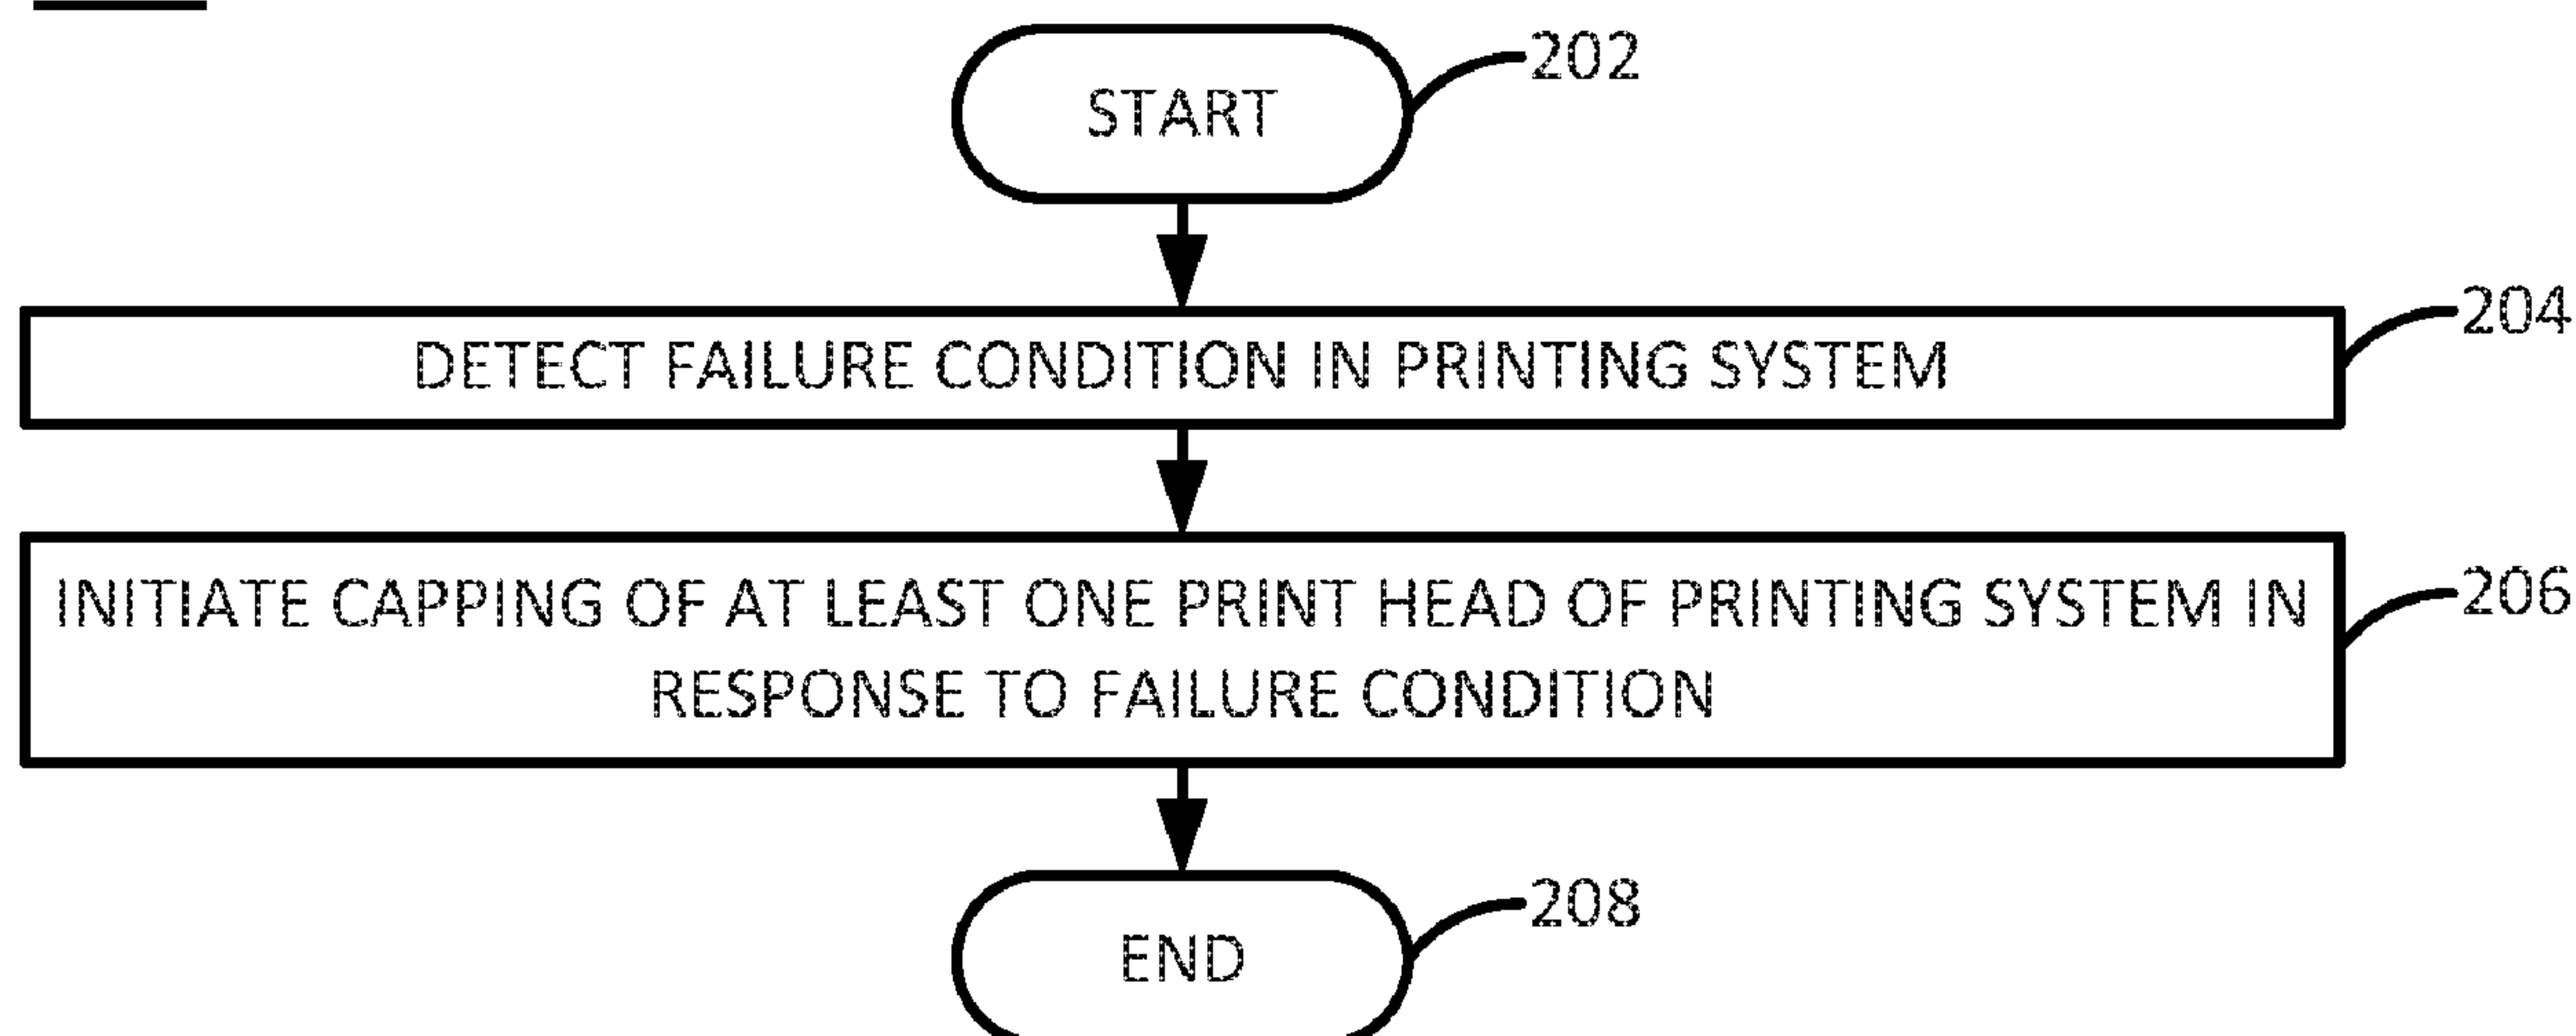 START
202
DETECT FAILURE CONDITION IN PRINTING SYSTEM
204
INITIATE CAPPING OF AT LEAST ONE PRINT HEAD OF PRINTING SYSTEM IN
RESPONSE TO FAILURE CONDITION
206
END
208